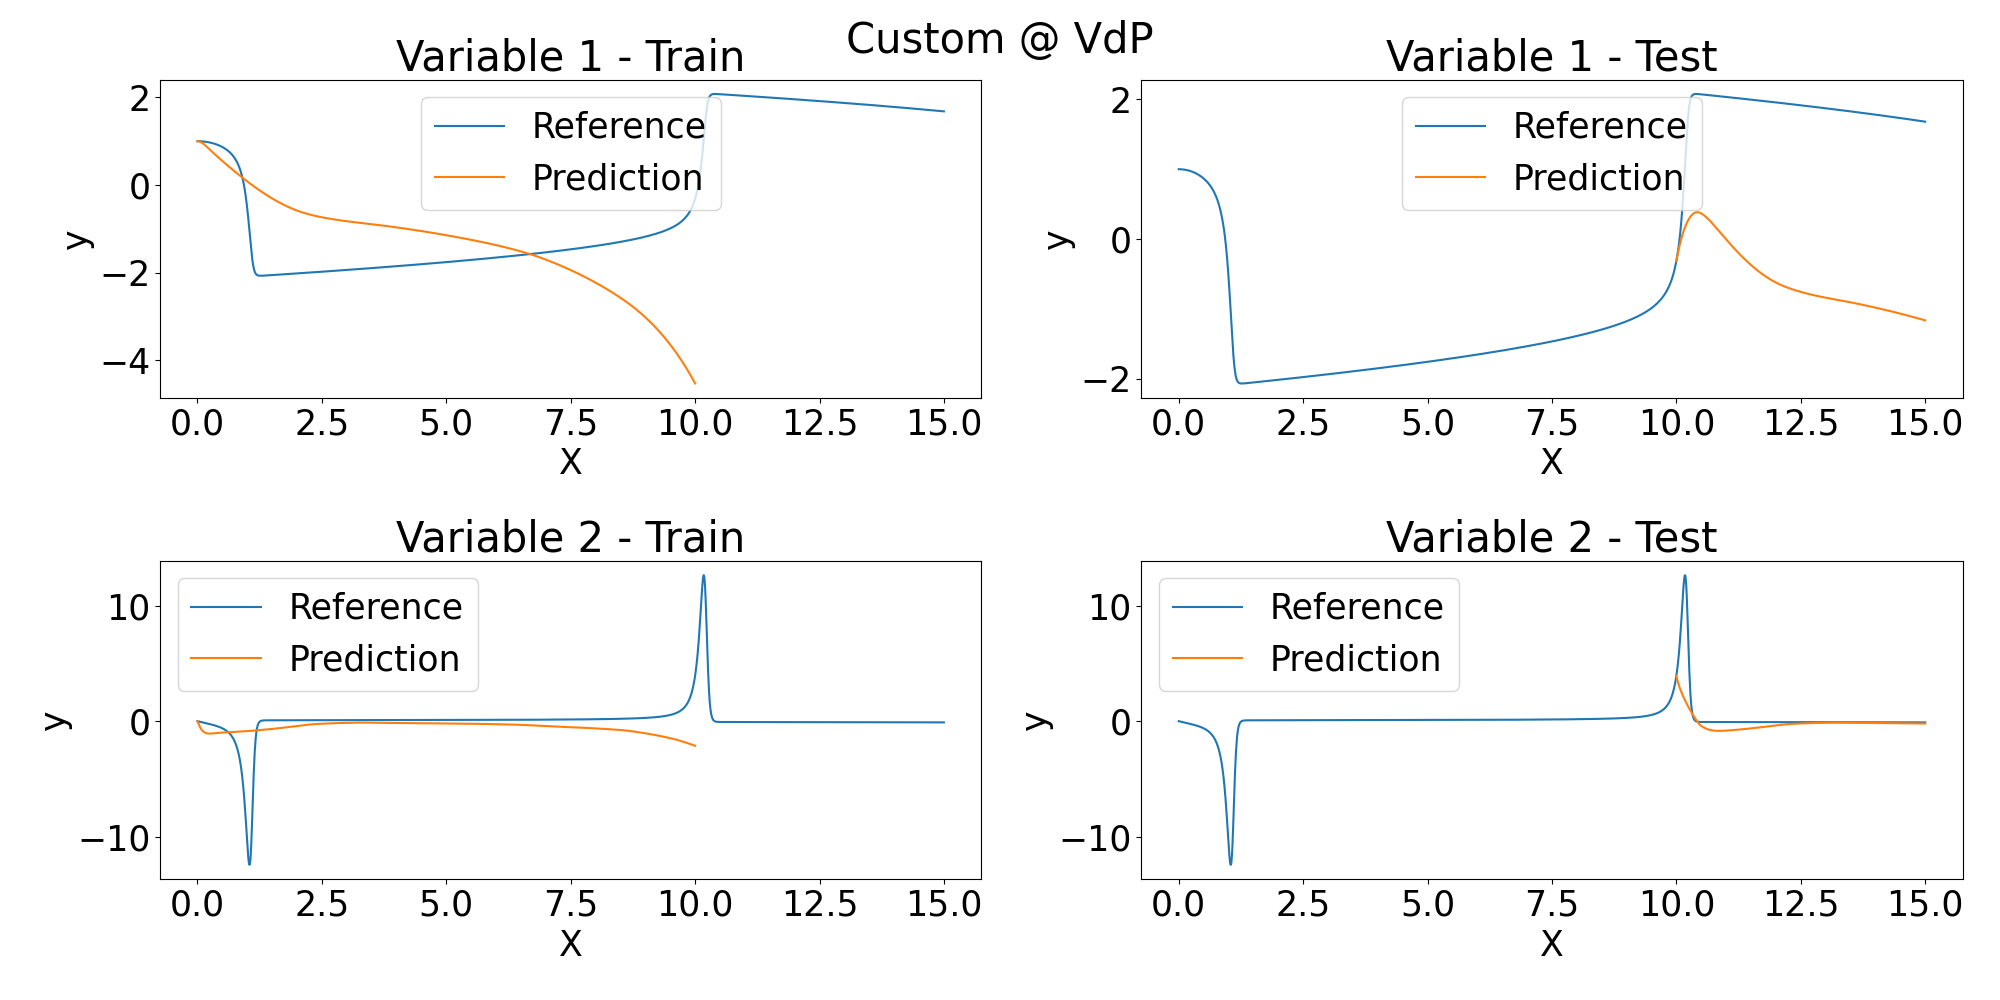 Custom @ VdP
Variable 1 - Train
2
0
−2
−4
y
Reference
Prediction
0.0 2.5 5.0 7.5 10.0 12.5 15.0
X
Variable 1 - Test
2
0
−2
y
Reference
Prediction
0.0 2.5 5.0 7.5 10.0 12.5 15.0
X
Variable 2 - Train
10
0
−10
y
Reference
Prediction
0.0 2.5 5.0 7.5 10.0 12.5 15.0
X
Variable 2 - Test
10
0
−10
y
Reference
Prediction
0.0 2.5 5.0 7.5 10.0 12.5 15.0
X